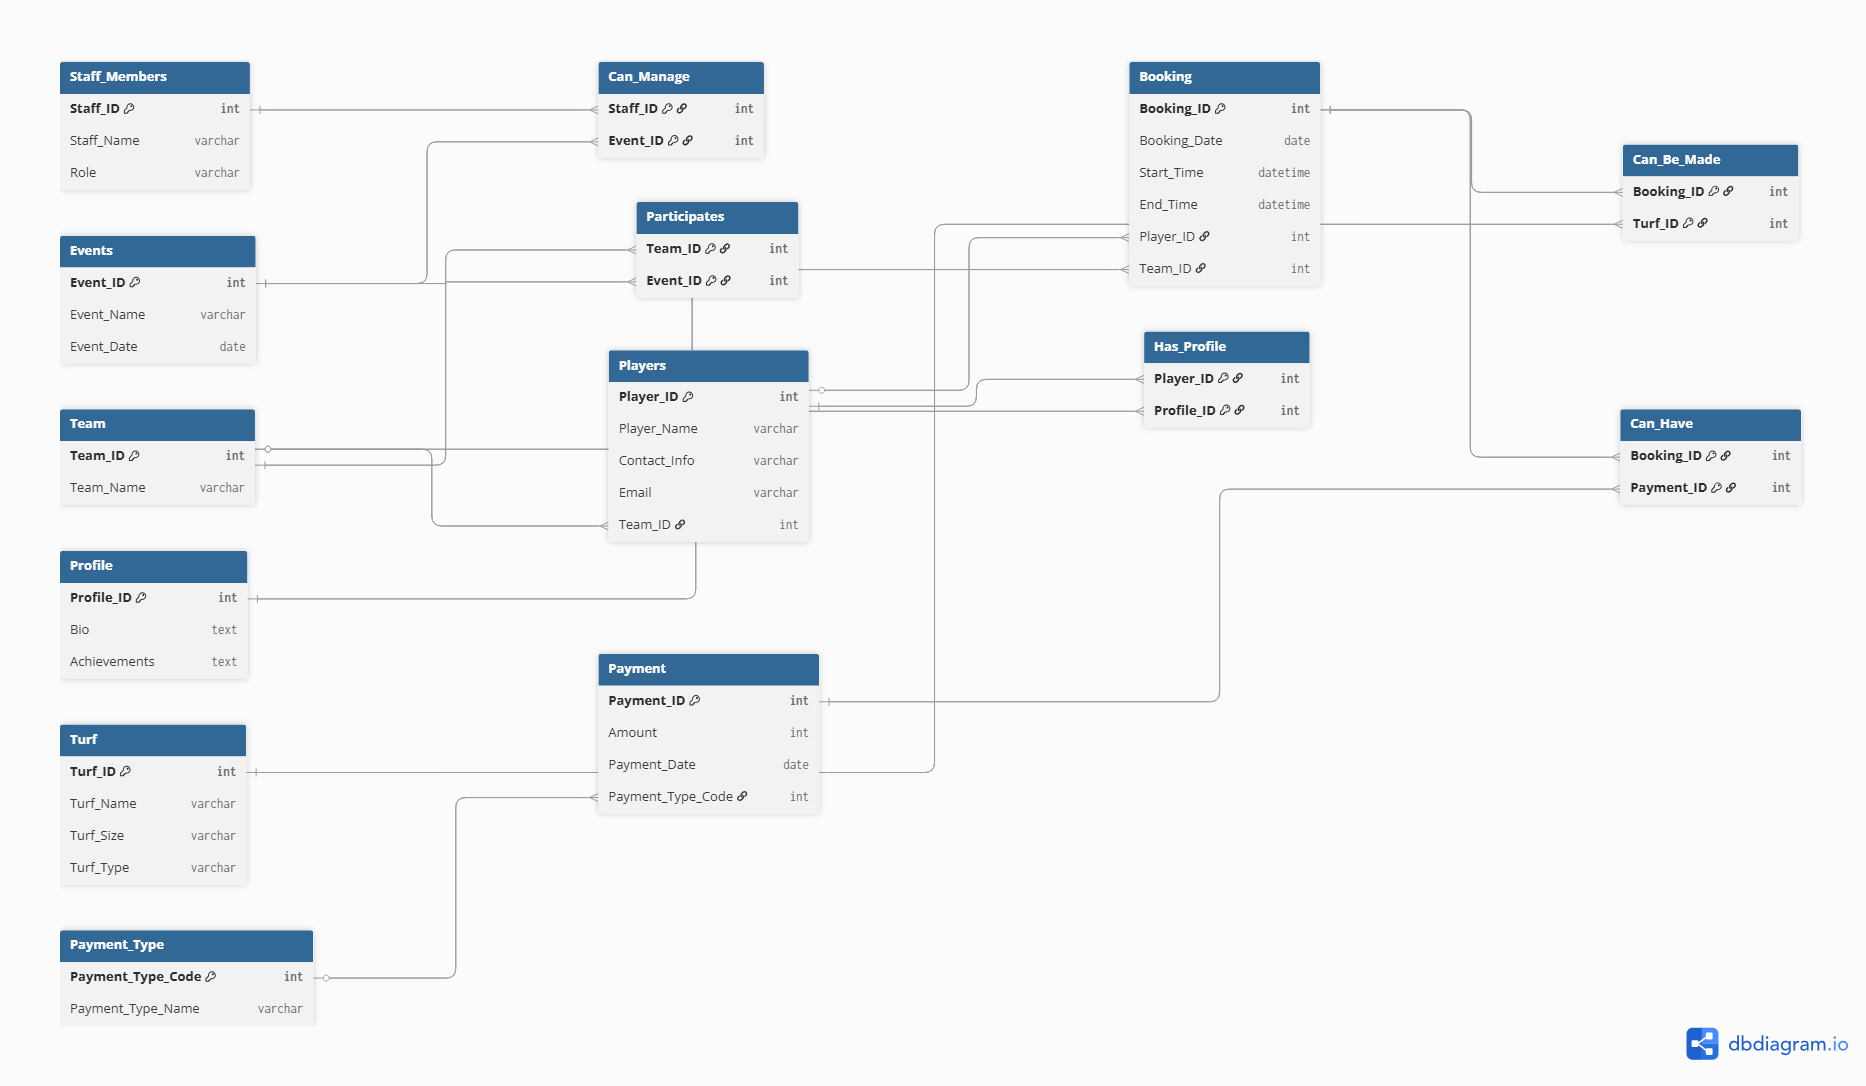 Staff_Members
Staff_ID int
Staff_Name varchar
Role varchar
Events
Event_ID int
Event_Name varchar
Event_Date date
Team
Team_ID int
Team_Name varchar
Profile
Profile_ID int
Bio text
Achievements text
Turf
Turf_ID int
Turf_Name varchar
Turf_Size varchar
Turf_Type varchar
Payment_Type
Payment_Type_Code int
Payment_Type_Name varchar
Can_Manage
Staff_ID int
Event_ID int
Participates
Team_ID int
Event_ID int
Players
Player_ID int
Player_Name varchar
Contact_Info varchar
Email varchar
Team_ID int
Payment
Payment_ID int
Amount int
Payment_Date date
Payment_Type_Code int
Booking
Booking_ID int
Booking_Date date
Start_Time datetime
End_Time datetime
Player_ID int
Team_ID int
Has_Profile
Player_ID int
Profile_ID int
Can_Be_Made
Booking_ID int
Turf_ID int
Can_Have
Booking_ID int
Payment_ID int
dbdiagram.io